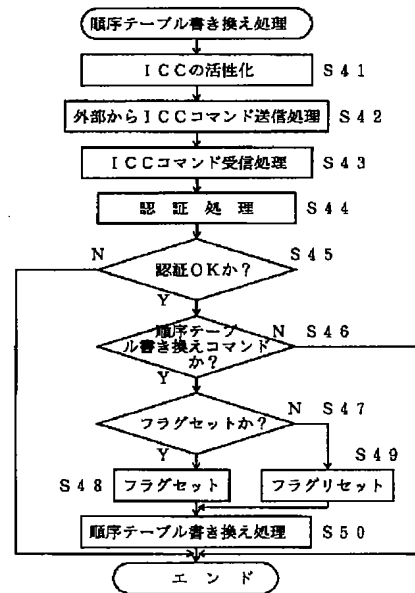 順序テーブル書き換え処理
ＩＣＣの活性化 Ｓ４１
外部からＩＣＣコマンド送信処理 Ｓ４２
ＩＣＣコマンド受信処理 Ｓ４３
認　証　処　理 Ｓ４４
Ｎ Ｓ４５
認証ＯＫか？
Ｙ
順序テーブ Ｎ Ｓ４６
ル書き換えコマンド
か？
Ｙ
Ｎ Ｓ４７
フラグセットか？
Ｙ Ｓ４９
Ｓ４８ フラグセット フラグリセット
順序テーブル書き換え処理 Ｓ５０
エ　ン　ド